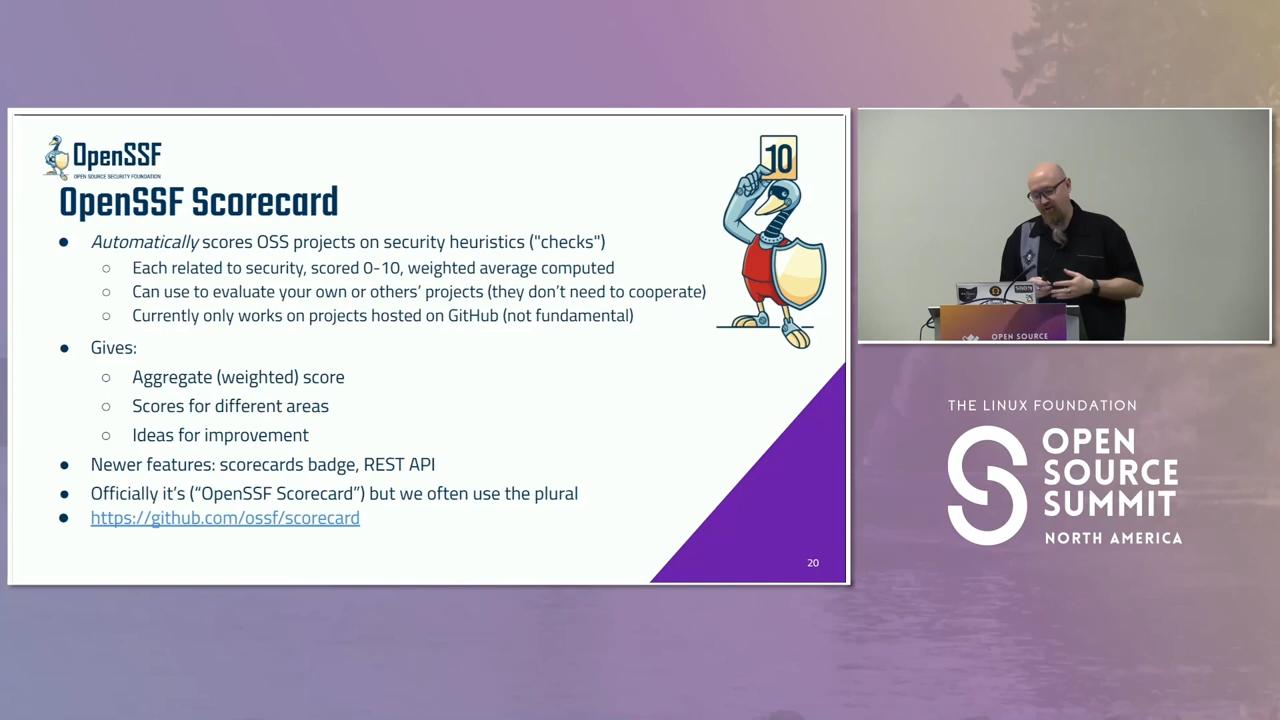 OpenSSF
OPEN SOURCE SECURITY FOUNDATION
OpenSSF Scorecard
10
● Automatically scores OSS projects on security heuristics ("checks")
○ Each related to security, scored 0-10, weighted average computed
○ Can use to evaluate your own or others’ projects (they don’t need to cooperate)
○ Currently only works on projects hosted on GitHub (not fundamental)
● Gives:
○ Aggregate (weighted) score
○ Scores for different areas
○ Ideas for improvement
● Newer features: scorecards badge, REST API
● Officially it’s (“OpenSSF Scorecard”) but we often use the plural
● https://github.com/ossf/scorecard
20
OPEN SOURCE
THE LINUX FOUNDATION
OPEN
SOURCE
SUMMIT
NORTH AMERICA